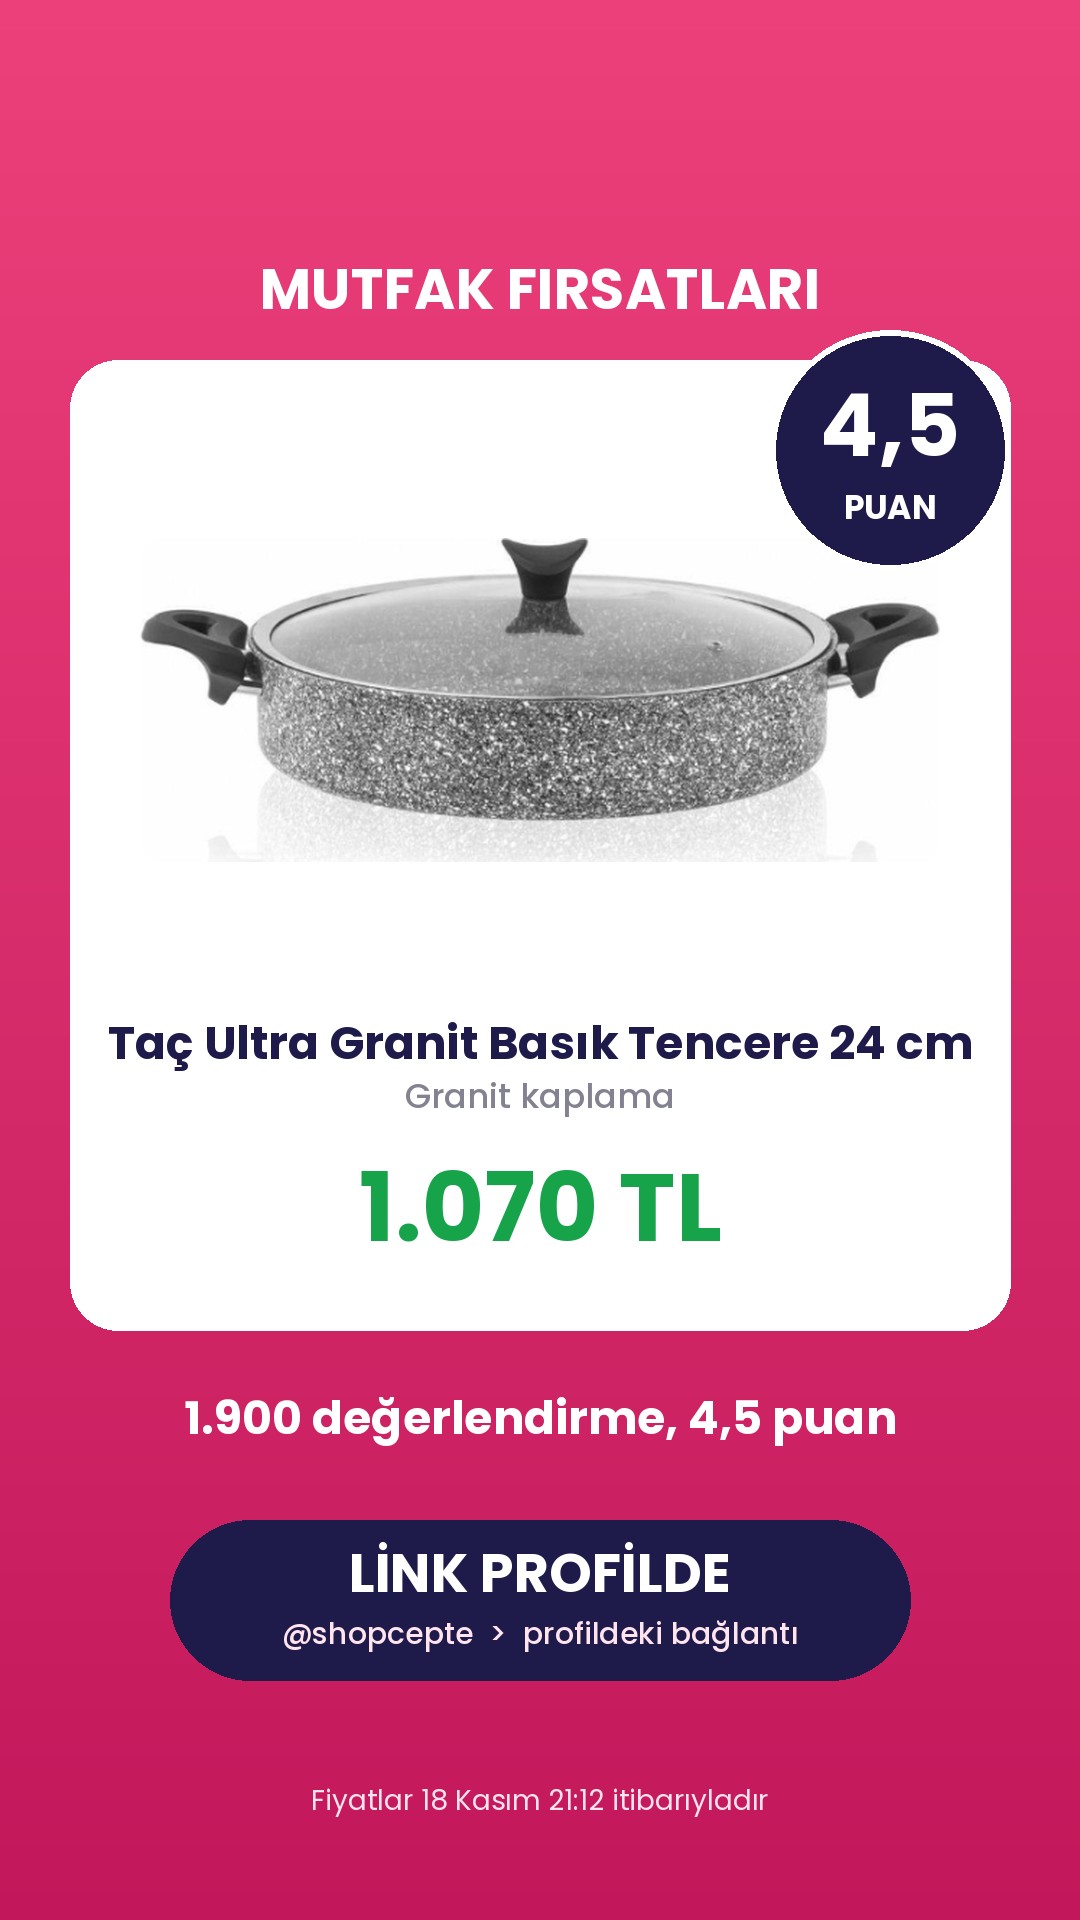 MUTFAK FIRSATLARI
4,5
PUAN
Taç Ultra Granit Basık Tencere 24 cm
Granit kaplama
1.070 TL
1.900 değerlendirme, 4,5 puan
LİNK PROFİLDE
@shopcepte > profildeki bağlantı
Fiyatlar 18 Kasım 21:12 itibarıyladır